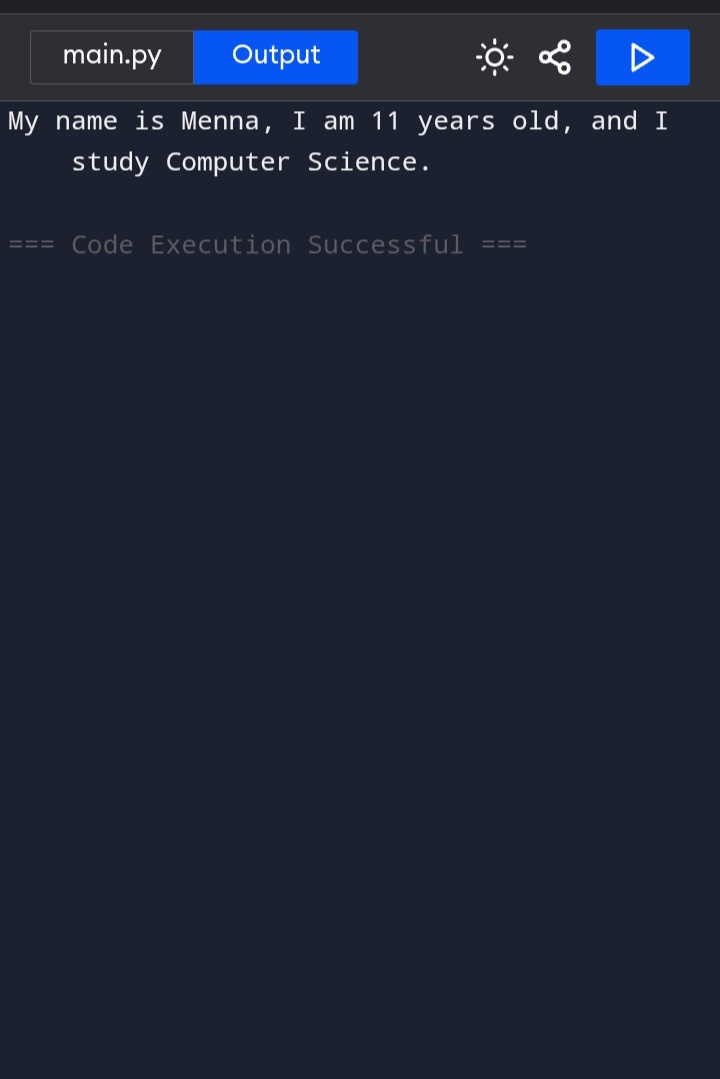 main.py Output
My name is Menna, I am 11 years old, and I
study Computer Science.
=== Code Execution Successful ===